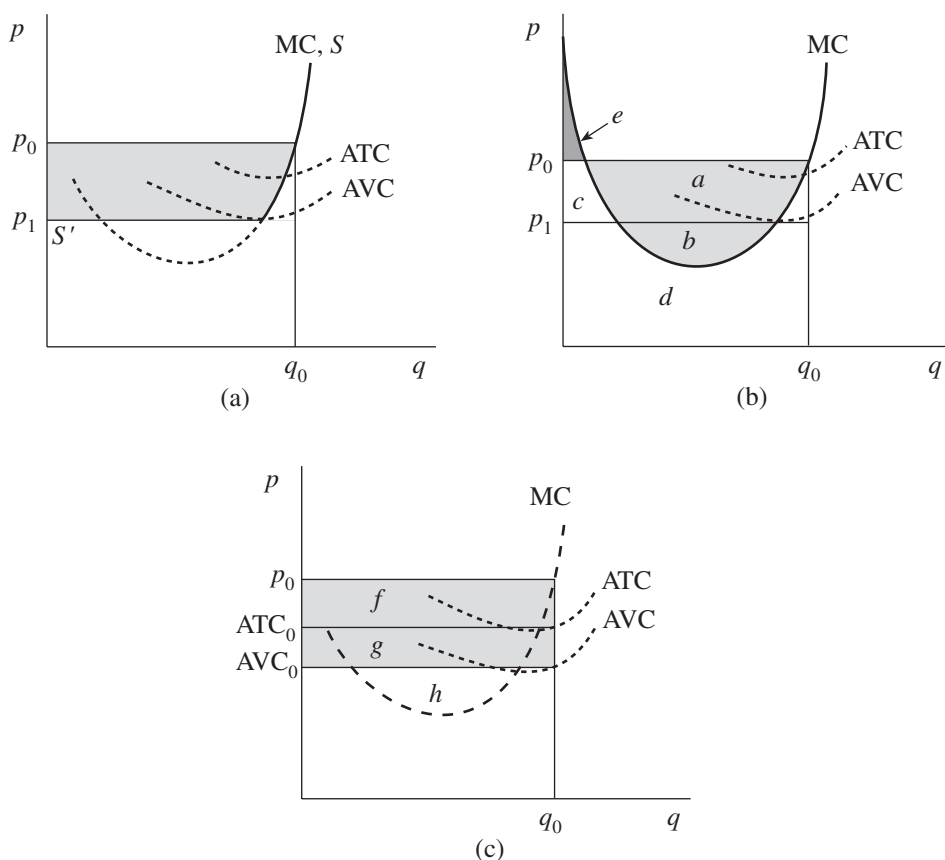 p
MC, S
p0
ATC
AVC
p1
S'
q0
q
(a)
p
MC
e
p0
ATC
a
AVC
c
p1
b
d
q0
q
(b)
p
MC
p0
ATC
f
ATC0
AVC
g
AVC0
h
q0
q
(c)